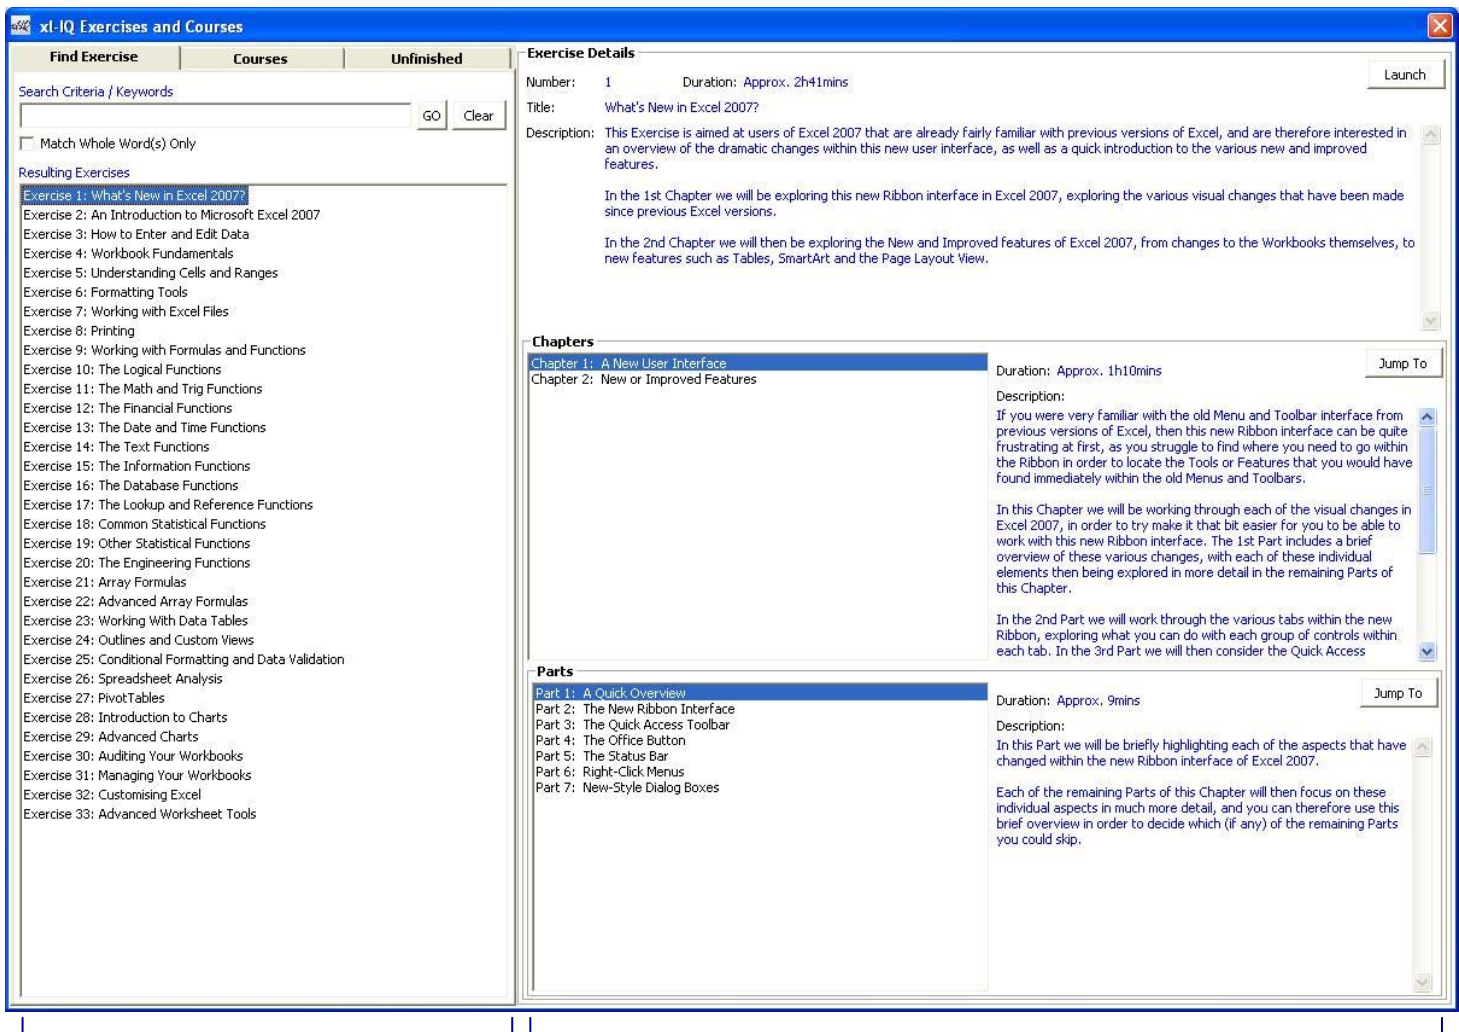 xl-IQ Exercises and Courses
Find Exercise
Courses
Unfinished
Search Criteria / Keywords
GO
Clear
Match Whole Word(s) Only
Resulting Exercises
Exercise 1: What's New in Excel 2007?
Exercise 2: An Introduction to Microsoft Excel 2007
Exercise 3: How to Enter and Edit Data
Exercise 4: Workbook Fundamentals
Exercise 5: Understanding Cells and Ranges
Exercise 6: Formatting Tools
Exercise 7: Working with Excel Files
Exercise 8: Printing
Exercise 9: Working with Formulas and Functions
Exercise 10: The Logical Functions
Exercise 11: The Math and Trig Functions
Exercise 12: The Financial Functions
Exercise 13: The Date and Time Functions
Exercise 14: The Text Functions
Exercise 15: The Information Functions
Exercise 16: The Database Functions
Exercise 17: The Lookup and Reference Functions
Exercise 18: Common Statistical Functions
Exercise 19: Other Statistical Functions
Exercise 20: The Engineering Functions
Exercise 21: Array Formulas
Exercise 22: Advanced Array Formulas
Exercise 23: Working With Data Tables
Exercise 24: Outlines and Custom Views
Exercise 25: Conditional Formatting and Data Validation
Exercise 26: Spreadsheet Analysis
Exercise 27: PivotTables
Exercise 28: Introduction to Charts
Exercise 29: Advanced Charts
Exercise 30: Auditing Your Workbooks
Exercise 31: Managing Your Workbooks
Exercise 32: Customising Excel
Exercise 33: Advanced Worksheet Tools
Exercise Details
Number: 1 Duration: Approx. 2h41mins
Launch
Title: What's New in Excel 2007?
Description: This Exercise is aimed at users of Excel 2007 that are already fairly familiar with previous versions of Excel, and are therefore interested in
an overview of the dramatic changes within this new user interface, as well as a quick introduction to the various new and improved
features.
In the 1st Chapter we will be exploring this new Ribbon interface in Excel 2007, exploring the various visual changes that have been made
since previous Excel versions.
In the 2nd Chapter we will then be exploring the New and Improved features of Excel 2007, from changes to the Workbooks themselves, to
new features such as Tables, SmartArt and the Page Layout View.
Chapters
Chapter 1: A New User Interface
Chapter 2: New or Improved Features
Duration: Approx. 1h10mins
Jump To
Description:
If you were very familiar with the old Menu and Toolbar interface from
previous versions of Excel, then this new Ribbon interface can be quite
frustrating at first, as you struggle to find where you need to go within
the Ribbon in order to locate the Tools or Features that you would have
found immediately within the old Menus and Toolbars.
In this Chapter we will be working through each of the visual changes in
Excel 2007, in order to try make it that bit easier for you to be able to
work with this new Ribbon interface. The 1st Part includes a brief
overview of these various changes, with each of these individual
elements then being explored in more detail in the remaining Parts of
this Chapter.
In the 2nd Part we will work through the various tabs within the new
Ribbon, exploring what you can do with each group of controls within
each tab. In the 3rd Part we will then consider the Quick Access
Parts
Part 1: A Quick Overview
Part 2: The New Ribbon Interface
Part 3: The Quick Access Toolbar
Part 4: The Office Button
Part 5: The Status Bar
Part 6: Right-Click Menus
Part 7: New-Style Dialog Boxes
Duration: Approx. 9mins
Jump To
Description:
In this Part we will be briefly highlighting each of the aspects that have
changed within the new Ribbon interface of Excel 2007.
Each of the remaining Parts of this Chapter will then focus on these
individual aspects in much more detail, and you can therefore use this
brief overview in order to decide which (if any) of the remaining Parts
you could skip.